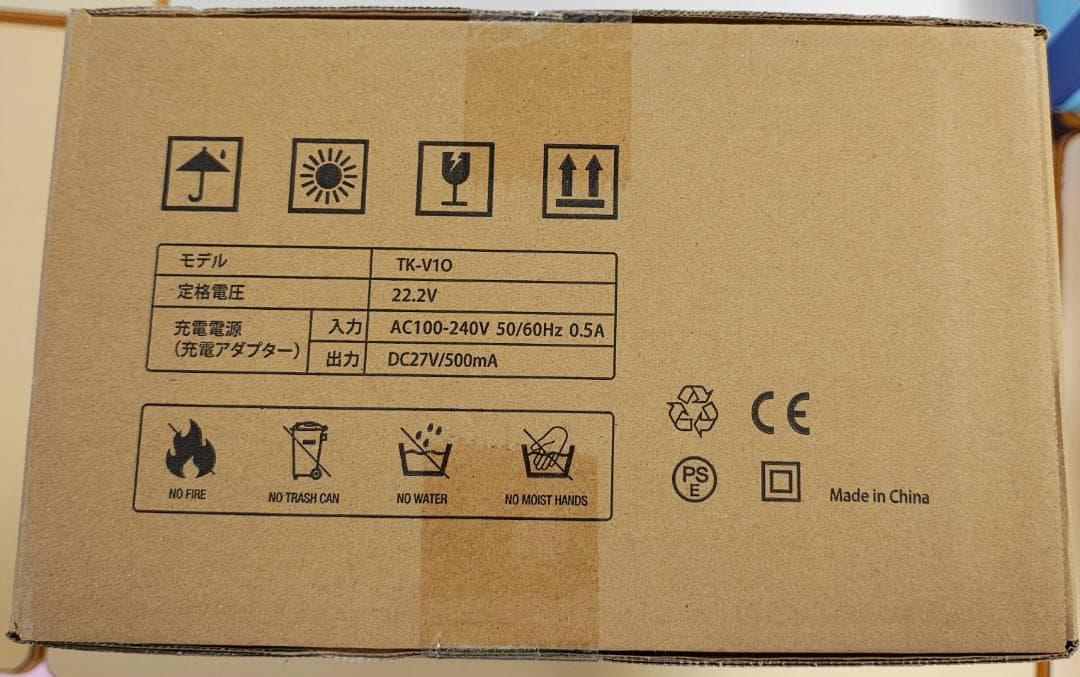 モデル TK-V10
定格電圧 22.2V
充電電源
（充電アダプター）
入力 AC100-240V 50/60Hz 0.5A
出力 DC27V/500mA
NO FIRE NO TRASH CAN NO WATER NO MOIST HANDS
CE
PS
E
Made in China